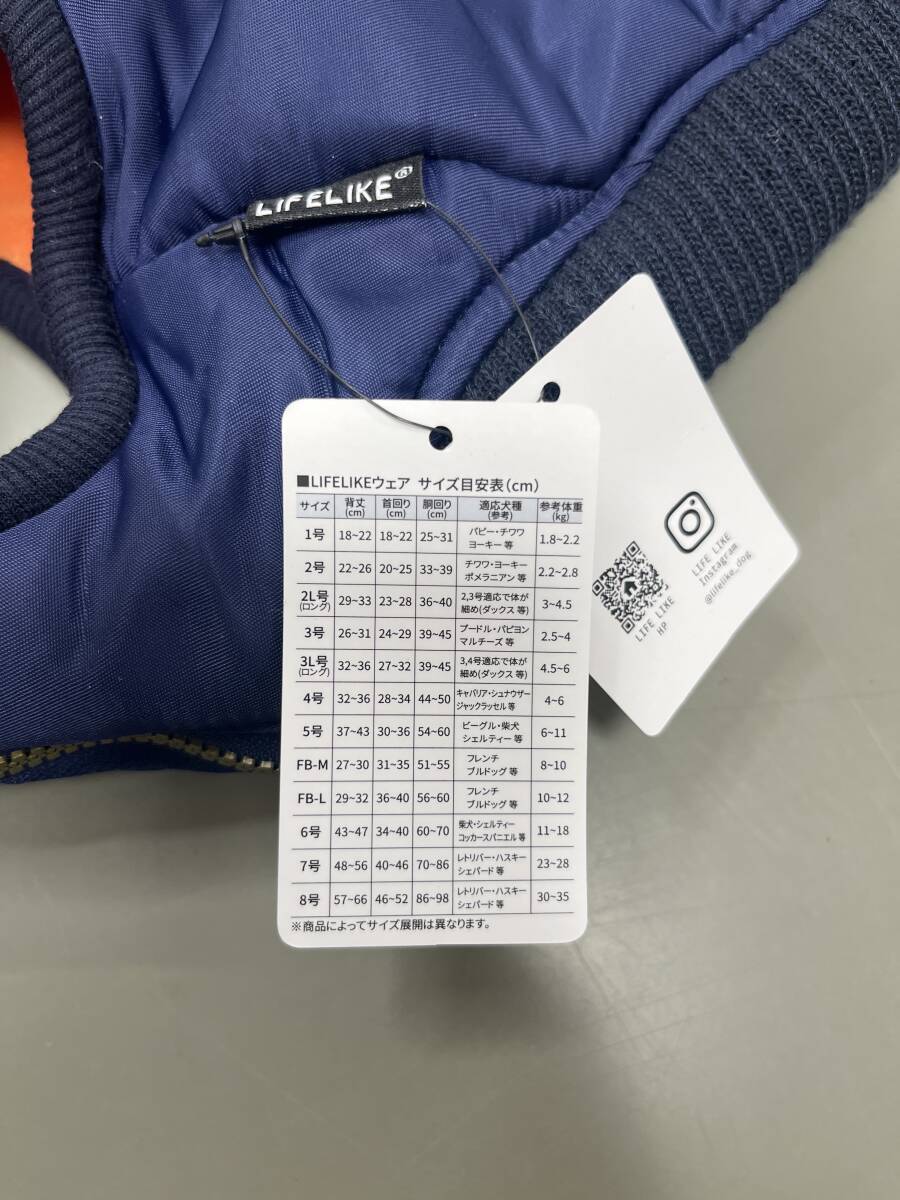 LIFELIKE®
■LIFELIKEウェア サイズ目安表(cm)
サイズ 背丈(cm) 首回り(cm) 胴回り(cm) 適応犬種(参考) 参考体重(kg)
1号 18~22 18~22 25~31 パピー・チワワ ヨーキー 等 1.8~2.2
2号 22~26 20~25 33~39 チワワ・ヨーキー ポメラニアン 等 2.2~2.8
2L号(ロング) 29~33 23~28 36~40 2,3号適応で体が細め(ダックス 等) 3~4.5
3号 26~31 24~29 39~45 プードル・パピヨン マルチーズ 等 2.5~4
3L号(ロング) 32~36 27~32 39~45 3,4号適応で体が細め(ダックス 等) 4.5~6
4号 32~36 28~34 44~50 キャバリア・シュナウザー ジャックラッセル 等 4~6
5号 37~43 30~36 54~60 ビーグル・柴犬 シェルティー 等 6~11
FB-M 27~30 31~35 51~55 フレンチ ブルドッグ 等 8~10
FB-L 29~32 36~40 56~60 フレンチ ブルドッグ 等 10~12
6号 43~47 34~40 60~70 柴犬・シェルティー コッカースパニエル 等 11~18
7号 48~56 40~46 70~86 レトリバー・ハスキー シェパード 等 23~28
8号 57~66 46~52 86~98 レトリバー・ハスキー シェパード 等 30~35
※商品によってサイズ展開は異なります。
LIFE LIKE
HP
LIFE LIKE
Instagram
@lifelike_dog